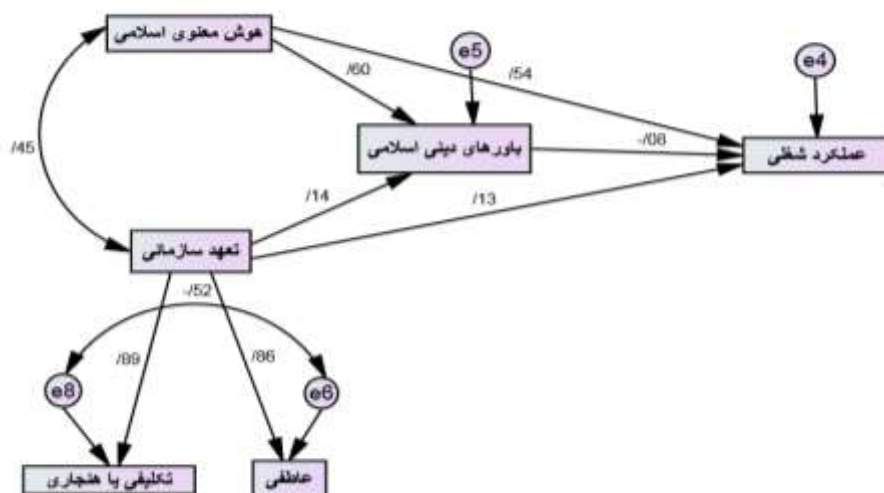 هوش معنوی اسلامی
e5
e4
/60
/54
باورهای دینی اسلامی
-/08
عملکرد شغلی
/45
/14
/13
تعهد سازمانی
-/52
/89
/86
e8
e6
تکلیفی یا هنجاری
عاطفی